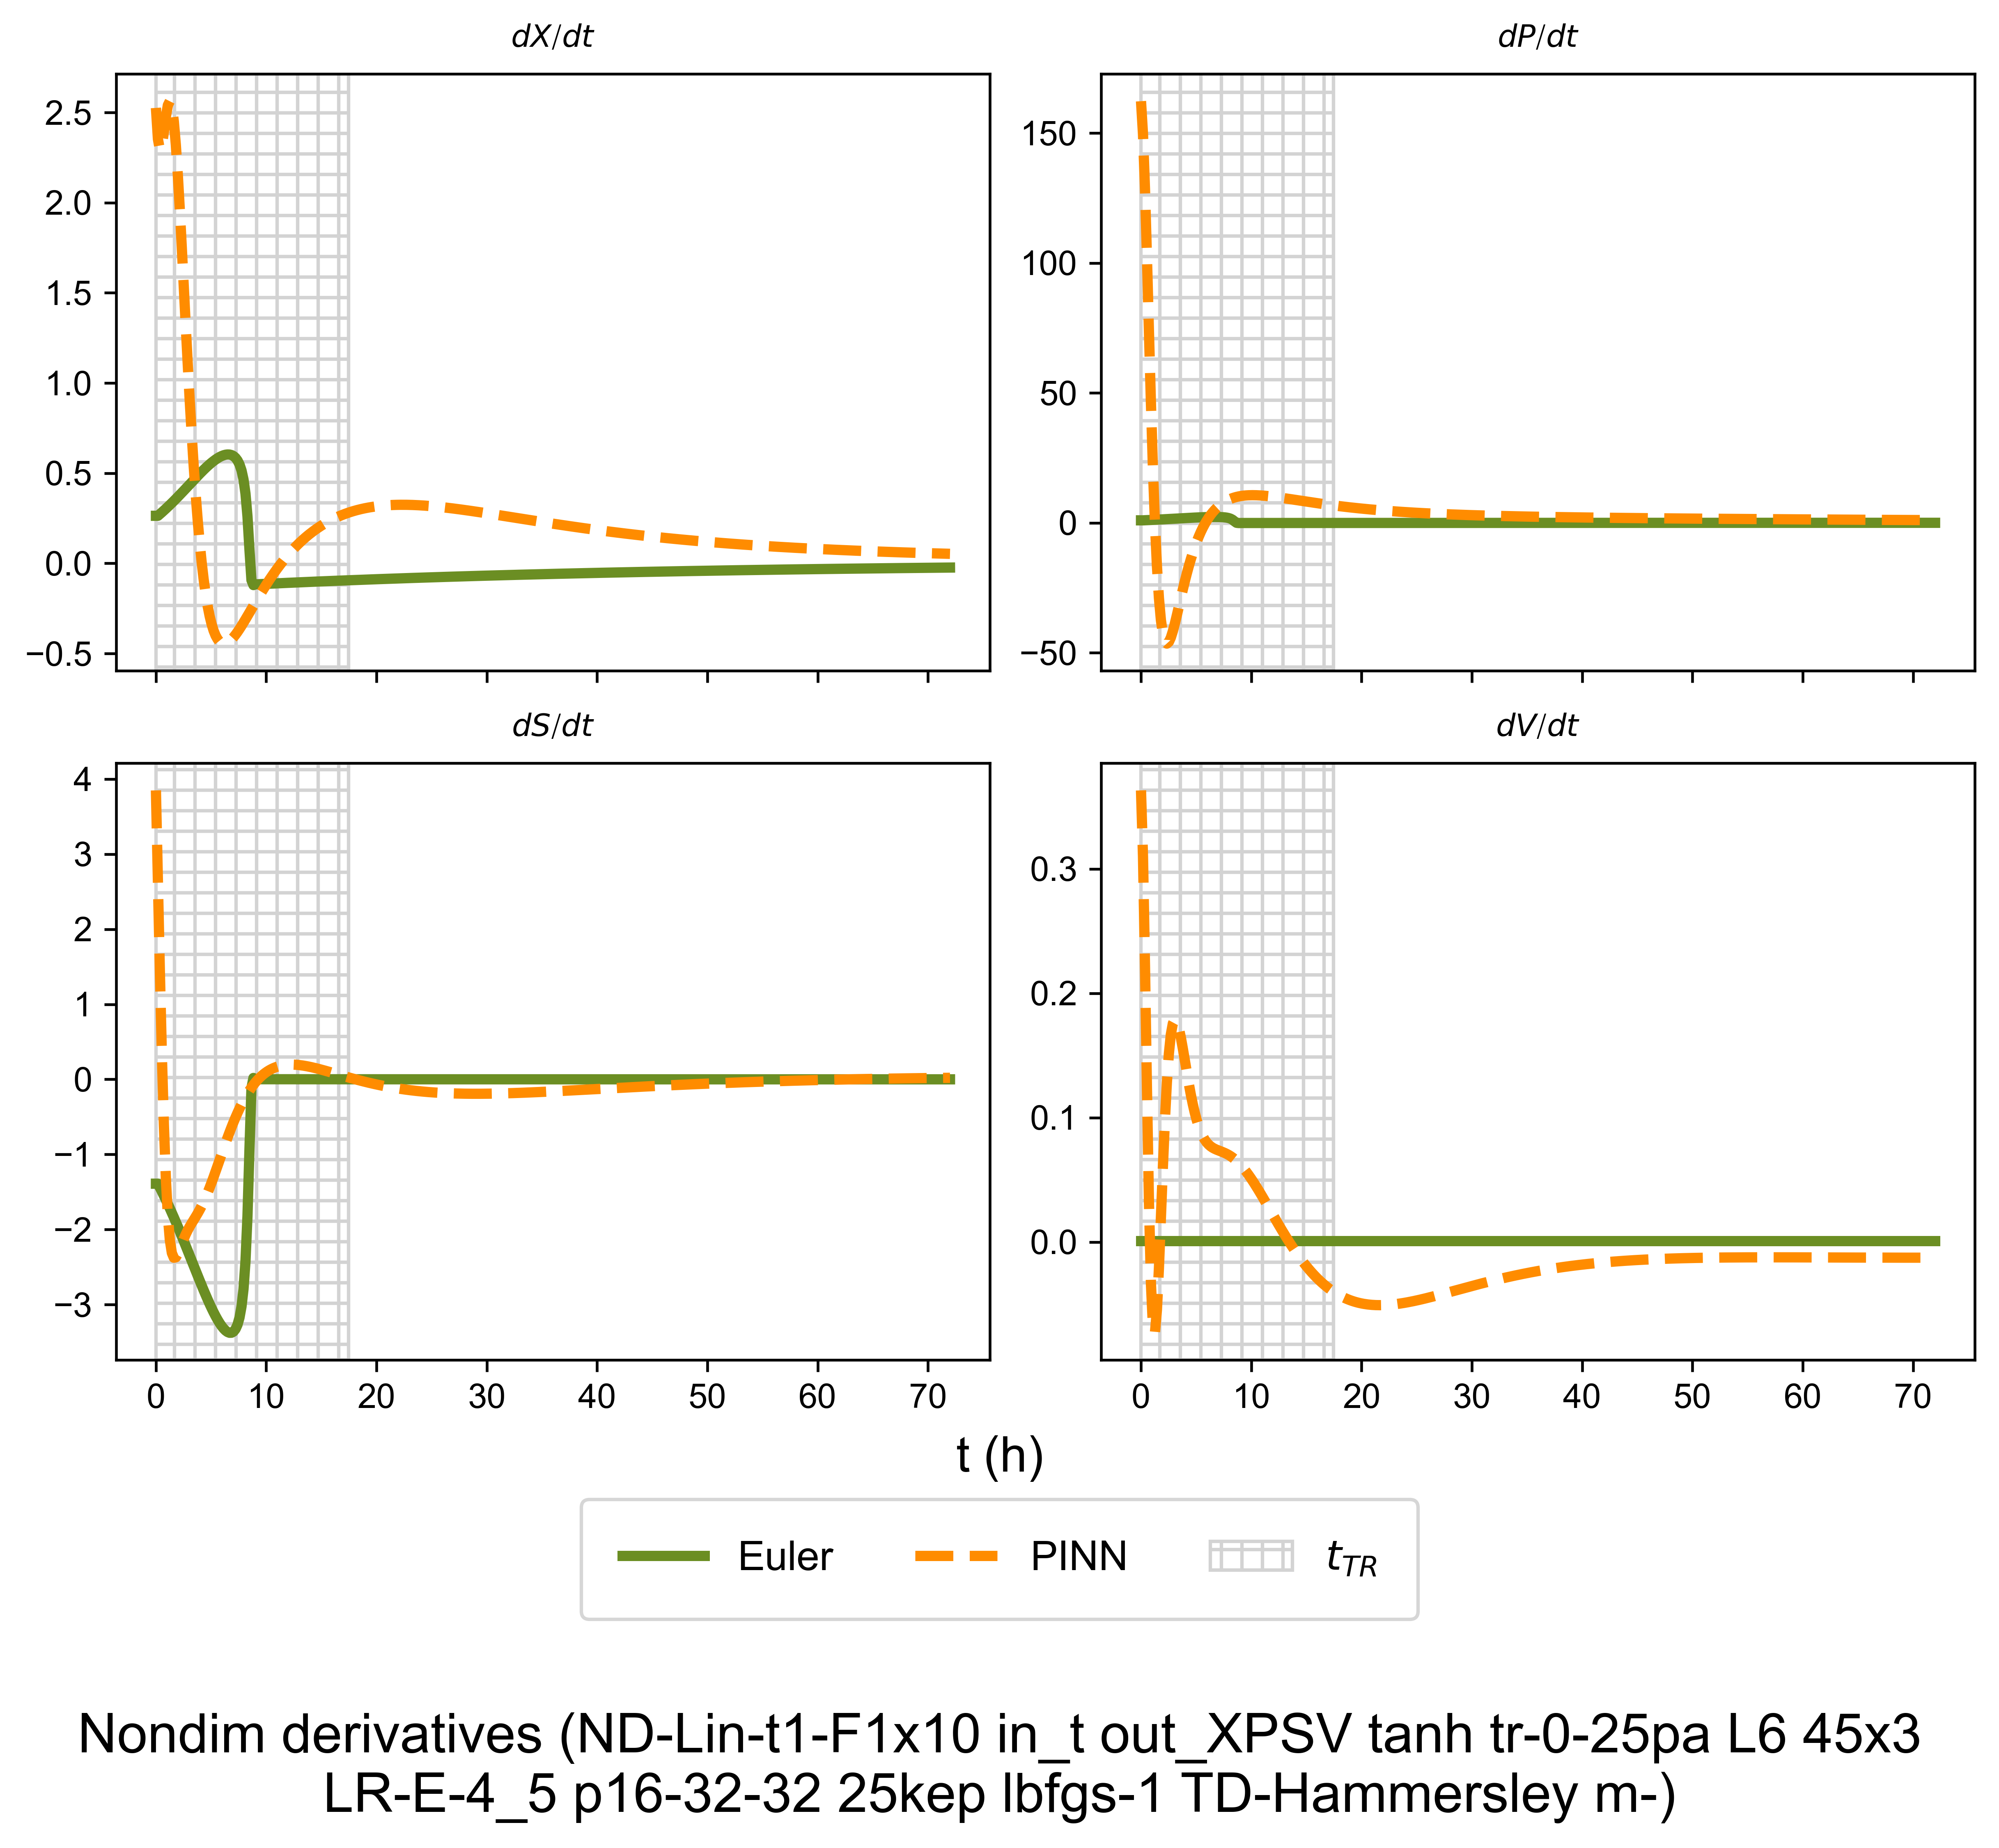 dX/dt
dP/dt
2.5
2.0
1.5
1.0
0.5
0.0
−0.5
150
100
50
0
−50
dS/dt
dV/dt
4
3
2
1
0
−1
−2
−3
0.3
0.2
0.1
0.0
0 10 20 30 40 50 60 70
0 10 20 30 40 50 60 70
t (h)
Euler PINN t_TR
Nondim derivatives (ND-Lin-t1-F1x10 in_t out_XPSV tanh tr-0-25pa L6 45x3
LR-E-4_5 p16-32-32 25kep lbfgs-1 TD-Hammersley m-)